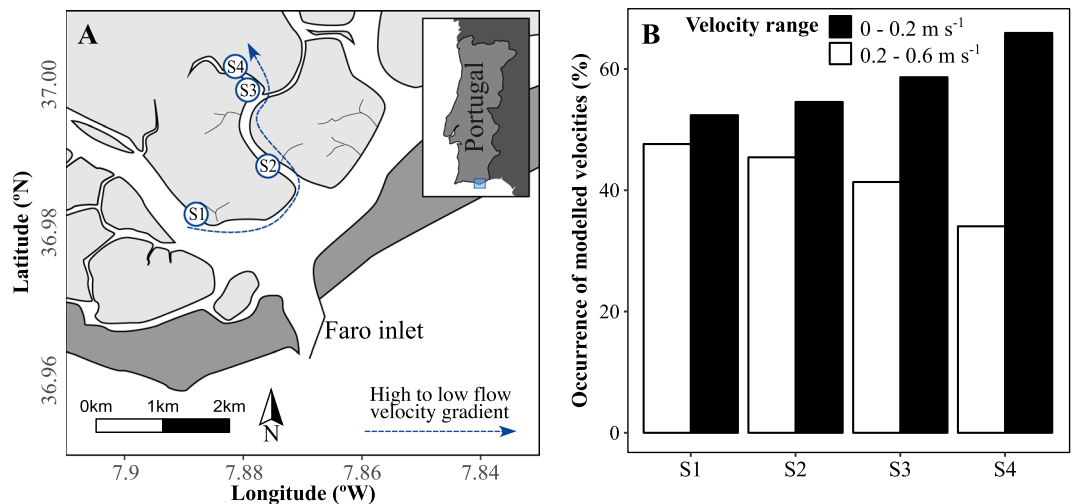 A
S4
S3
S2
S1
Portugal
Faro inlet
High to low flow
velocity gradient
0km 1km 2km
N
37.00
36.98
36.96
Latitude (ºN)
7.9 7.88 7.86 7.84
Longitude (ºW)
B
Velocity range
0 - 0.2 m s⁻¹
0.2 - 0.6 m s⁻¹
Occurrence of modelled velocities (%)
60
40
20
0
S1 S2 S3 S4